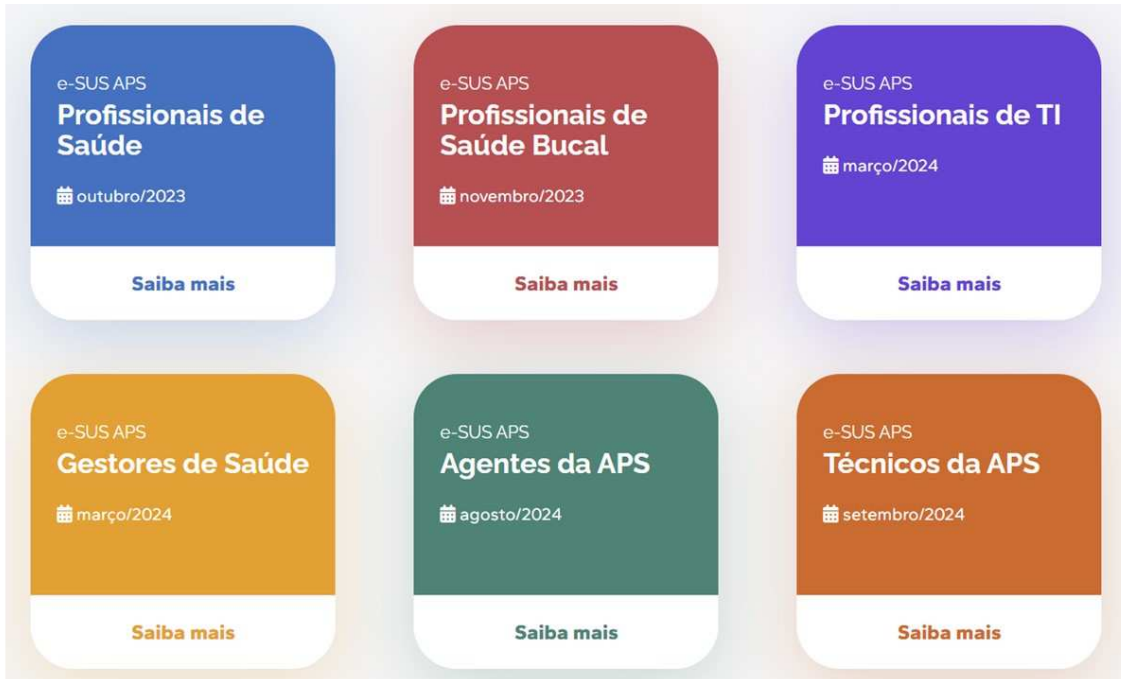 e-SUS APS
Profissionais de
Saúde
outubro/2023
Saiba mais
e-SUS APS
Profissionais de
Saúde Bucal
novembro/2023
Saiba mais
e-SUS APS
Profissionais de TI
março/2024
Saiba mais
e-SUS APS
Gestores de Saúde
março/2024
Saiba mais
e-SUS APS
Agentes da APS
agosto/2024
Saiba mais
e-SUS APS
Técnicos da APS
setembro/2024
Saiba mais